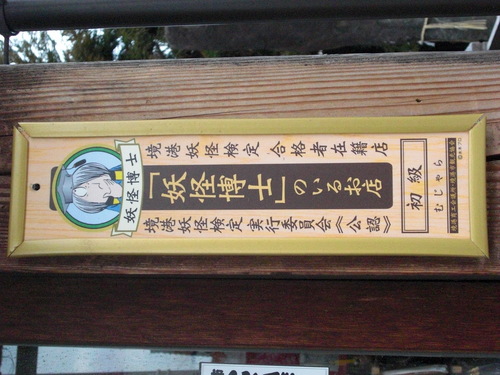 妖怪博士
境港妖怪検定 合格者在籍店
「妖怪博士」のいるお店
境港妖怪検定実行委員会《公認》
初級
むじゃら